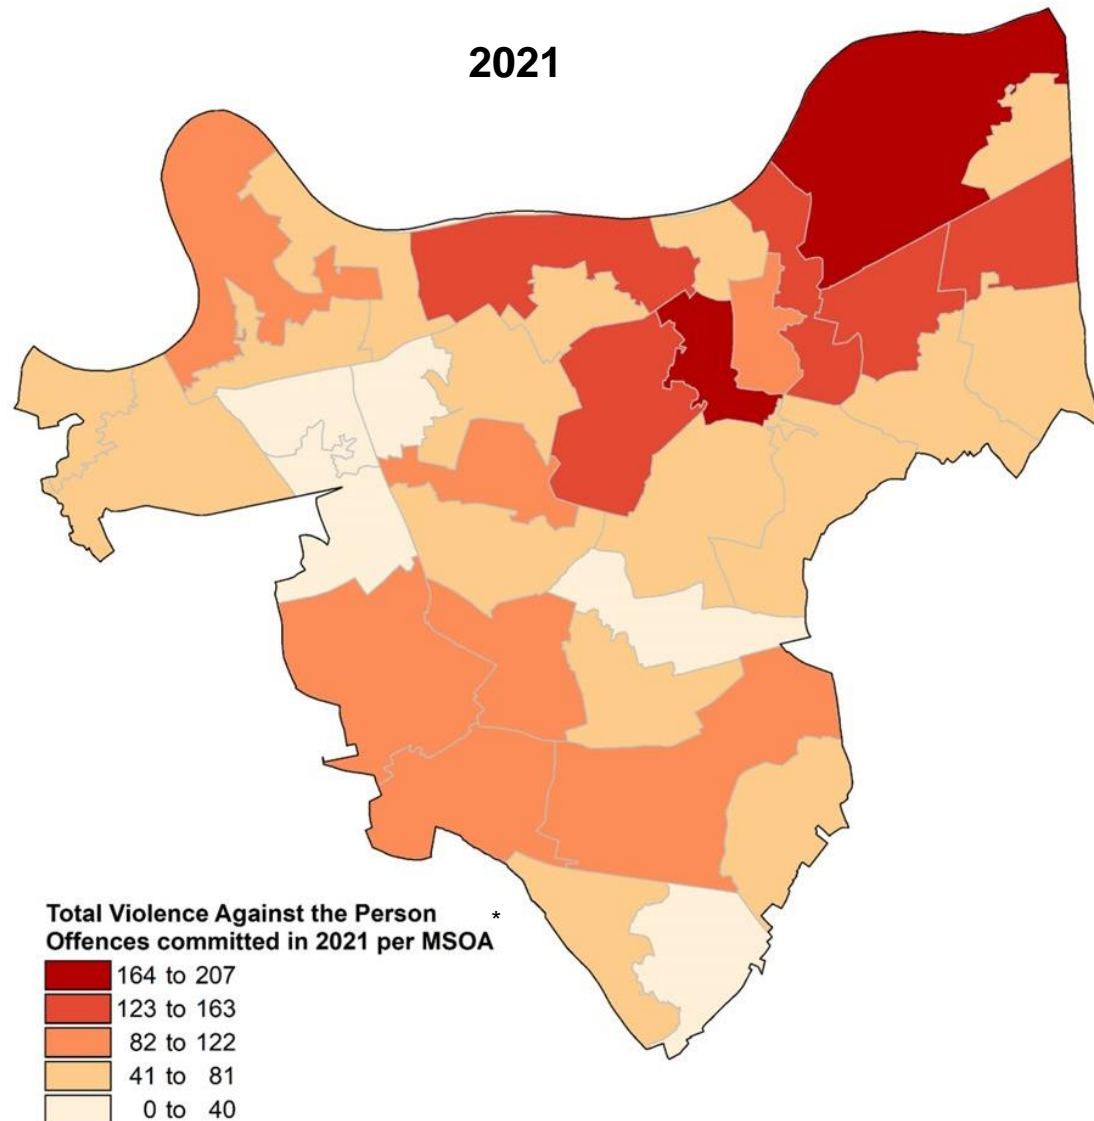 2021
Total Violence Against the Person *
Offences committed in 2021 per MSOA
164 to 207
123 to 163
82 to 122
41 to 81
0 to 40